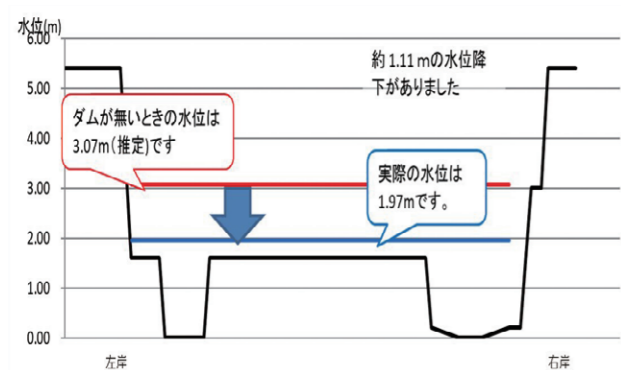 水位(m)
6.00
約 1.11 mの水位降
下がありました
5.00
ダムが無いときの水位は
3.07m(推定)です
4.00
実際の水位は
1.97mです。
3.00
2.00
1.00
0.00
左岸
右岸